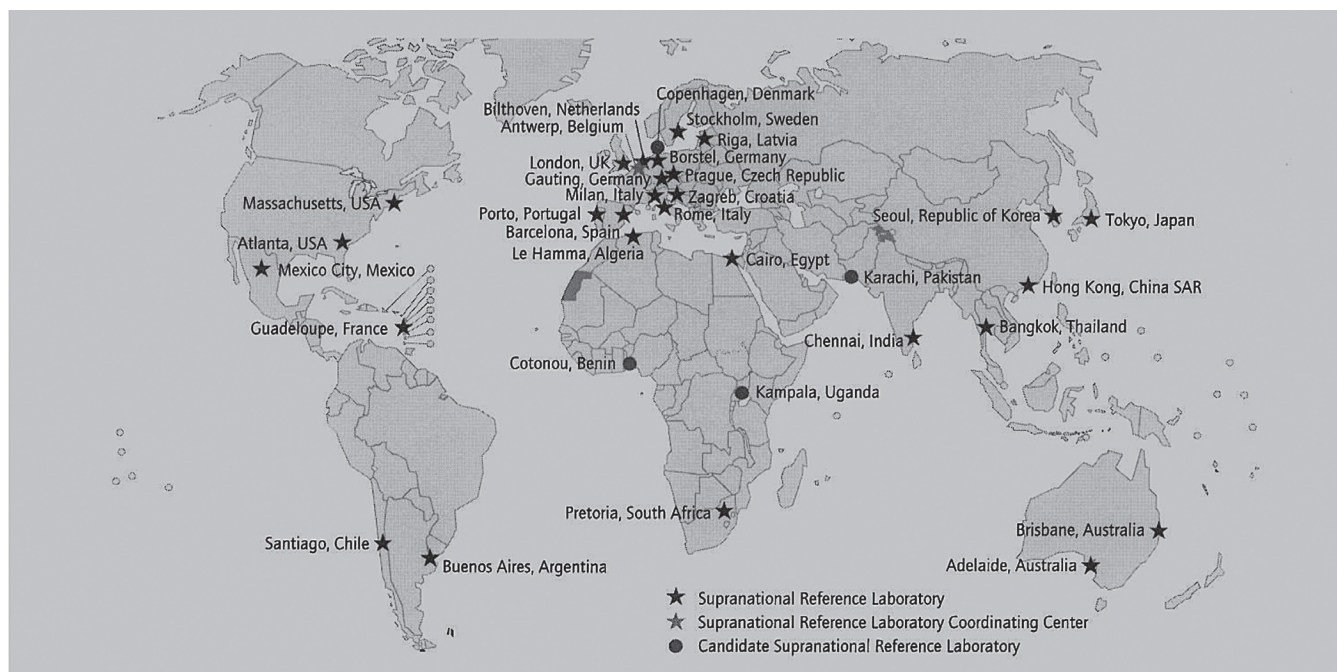 Copenhagen, Denmark
Bilthoven, Netherlands
Stockholm, Sweden
Antwerp, Belgium
Riga, Latvia
London, UK
Borstel, Germany
Gauting, Germany
Prague, Czech Republic
Massachusetts, USA
Milan, Italy
Zagreb, Croatia
Porto, Portugal
Rome, Italy
Seoul, Republic of Korea
Tokyo, Japan
Barcelona, Spain
Atlanta, USA
Le Hamma, Algeria
Cairo, Egypt
Mexico City, Mexico
Karachi, Pakistan
Hong Kong, China SAR
Guadeloupe, France
Bangkok, Thailand
Chennai, India
Cotonou, Benin
Kampala, Uganda
Pretoria, South Africa
Brisbane, Australia
Santiago, Chile
Buenos Aires, Argentina
Adelaide, Australia
Supranational Reference Laboratory
Supranational Reference Laboratory Coordinating Center
Candidate Supranational Reference Laboratory